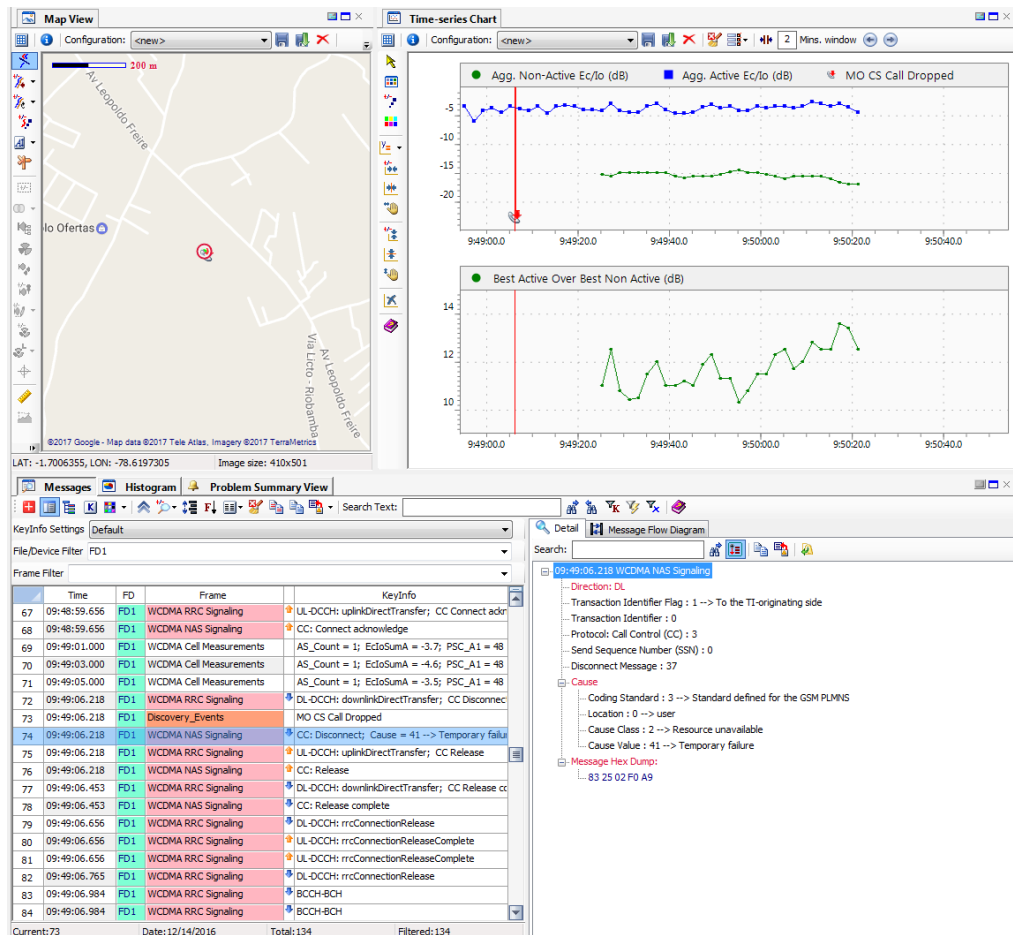 Map View
Configuration: <new>
200 m
Av Leopoldo Freire
lo Ofertas
Vía Licto - Riobamba
Av Leopoldo Freire
©2017 Google - Map data ©2017 Tele Atlas, Imagery ©2017 TerraMetrics
LAT: -1.7006355, LON: -78.6197305 Image size: 410x501
Time-series Chart
Configuration: <new> 2 Mins. window
Agg. Non-Active Ec/Io (dB) Agg. Active Ec/Io (dB) MO CS Call Dropped
-5
-10
-15
-20
9:49:00.0 9:49:20.0 9:49:40.0 9:50:00.0 9:50:20.0 9:50:40.0
Best Active Over Best Non Active (dB)
14
12
10
9:49:00.0 9:49:20.0 9:49:40.0 9:50:00.0 9:50:20.0 9:50:40.0
Messages Histogram Problem Summary View
Search Text:
KeyInfo Settings Default
File/Device Filter FD1
Frame Filter
Time FD Frame KeyInfo
67 09:48:59.656 FD1 WCDMA RRC Signaling UL-DCCH: uplinkDirectTransfer; CC Connect ackr
68 09:48:59.656 FD1 WCDMA NAS Signaling CC: Connect acknowledge
69 09:49:01.000 FD1 WCDMA Cell Measurements AS_Count = 1; EcIoSumA = -3.7; PSC_A1 = 48
70 09:49:03.000 FD1 WCDMA Cell Measurements AS_Count = 1; EcIoSumA = -4.6; PSC_A1 = 48
71 09:49:05.000 FD1 WCDMA Cell Measurements AS_Count = 1; EcIoSumA = -3.5; PSC_A1 = 48
72 09:49:06.218 FD1 WCDMA RRC Signaling DL-DCCH: downlinkDirectTransfer; CC Disconnec
73 09:49:06.218 FD1 Discovery_Events MO CS Call Dropped
74 09:49:06.218 FD1 WCDMA NAS Signaling CC: Disconnect; Cause = 41 --> Temporary failu
75 09:49:06.218 FD1 WCDMA RRC Signaling UL-DCCH: uplinkDirectTransfer; CC Release
76 09:49:06.218 FD1 WCDMA NAS Signaling CC: Release
77 09:49:06.453 FD1 WCDMA RRC Signaling DL-DCCH: downlinkDirectTransfer; CC Release cc
78 09:49:06.453 FD1 WCDMA NAS Signaling CC: Release complete
79 09:49:06.656 FD1 WCDMA RRC Signaling DL-DCCH: rrcConnectionRelease
80 09:49:06.656 FD1 WCDMA RRC Signaling UL-DCCH: rrcConnectionReleaseComplete
81 09:49:06.656 FD1 WCDMA RRC Signaling UL-DCCH: rrcConnectionReleaseComplete
82 09:49:06.765 FD1 WCDMA RRC Signaling DL-DCCH: rrcConnectionRelease
83 09:49:06.984 FD1 WCDMA RRC Signaling BCCH-BCH
84 09:49:06.984 FD1 WCDMA RRC Signaling BCCH-BCH
Current:73 Date:12/14/2016 Total:134 Filtered:134
Detail Message Flow Diagram
Search:
09:49:06.218 WCDMA NAS Signaling
Direction: DL
Transaction Identifier Flag : 1 --> To the TI-originating side
Transaction Identifier : 0
Protocol: Call Control (CC) : 3
Send Sequence Number (SSN) : 0
Disconnect Message : 37
Cause
Coding Standard : 3 --> Standard defined for the GSM PLMNS
Location : 0 --> user
Cause Class : 2 --> Resource unavailable
Cause Value : 41 --> Temporary failure
Message Hex Dump:
83 25 02 F0 A9